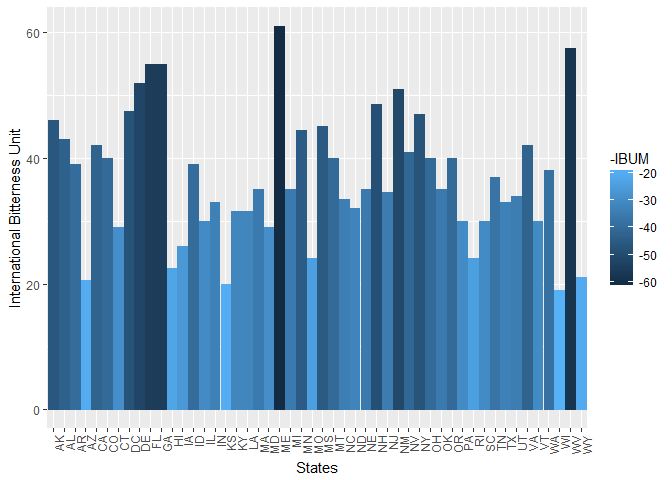 60
40
20
0
International Bitterness Unit
AK
AL
AR
AZ
CA
CO
CT
DC
DE
FL
GA
HI
IA
ID
IL
IN
KS
KY
LA
MA
MD
ME
MI
MN
MO
MS
MT
NC
ND
NE
NH
NJ
NM
NV
NY
OH
OK
OR
PA
RI
SC
TN
TX
UT
VA
VT
WA
WI
WV
WY
States
-IBUM
-20
-30
-40
-50
-60